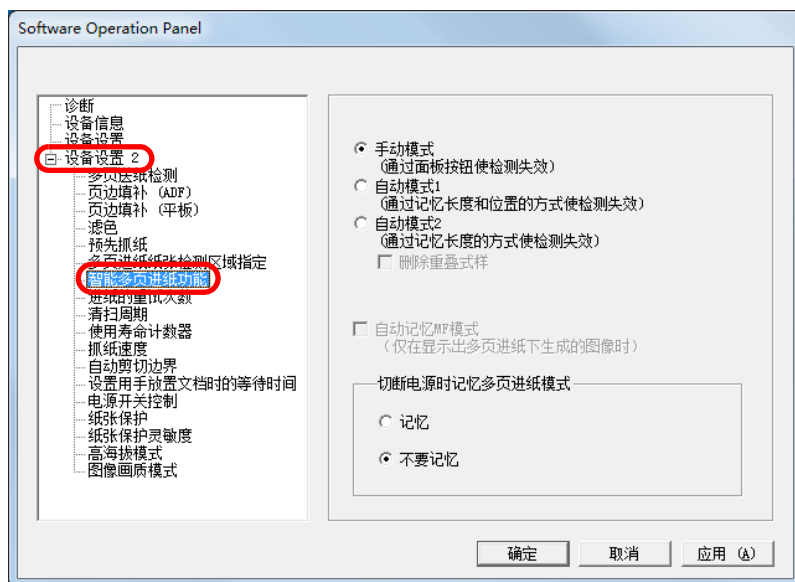 Software Operation Panel
诊断
设备信息
设备设置
设备设置 2
多页送纸检测
页边填补 (ADF)
页边填补 (平板)
滤色
预先抓纸
多页进纸纸张检测区域指定
智能多页进纸功能
进纸的重试次数
清扫周期
使用寿命计数器
抓纸速度
自动剪切边界
设置用手放置文档时的等待时间
电源开关控制
纸张保护
纸张保护灵敏度
高海拔模式
图像画质模式
手动模式
(通过面板按钮使检测失效)
自动模式1
(通过记忆长度和位置的方式使检测失效)
自动模式2
(通过记忆长度的方式使检测失效)
删除重叠式样
自动记忆MF模式
(仅在显示出多页进纸下生成的图像时)
切断电源时记忆多页进纸模式
记忆
不要记忆
确定
取消
应用 (A)